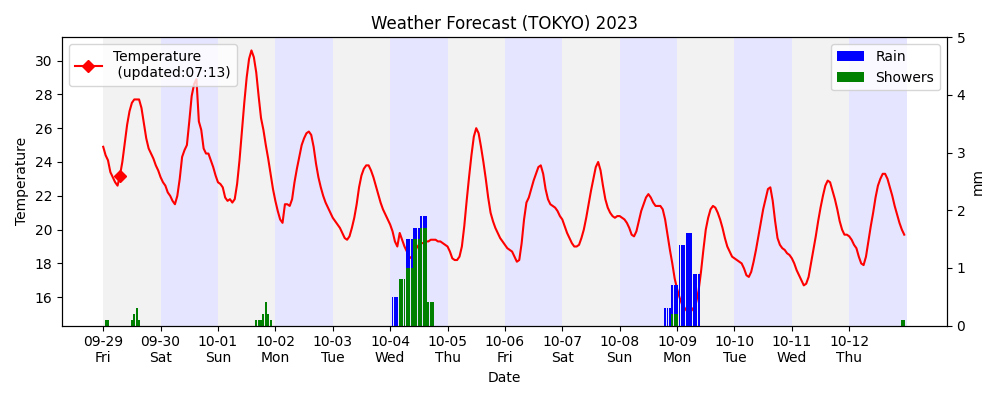 Weather Forecast (TOKYO) 2023
Temperature
(updated:07:13)
Rain
Showers
30
28
26
24
22
20
18
16
Temperature
5
4
3
2
1
0
mm
09-29 09-30 10-01 10-02 10-03 10-04 10-05 10-06 10-07 10-08 10-09 10-10 10-11 10-12
Fri Sat Sun Mon Tue Wed Thu Fri Sat Sun Mon Tue Wed Thu
Date